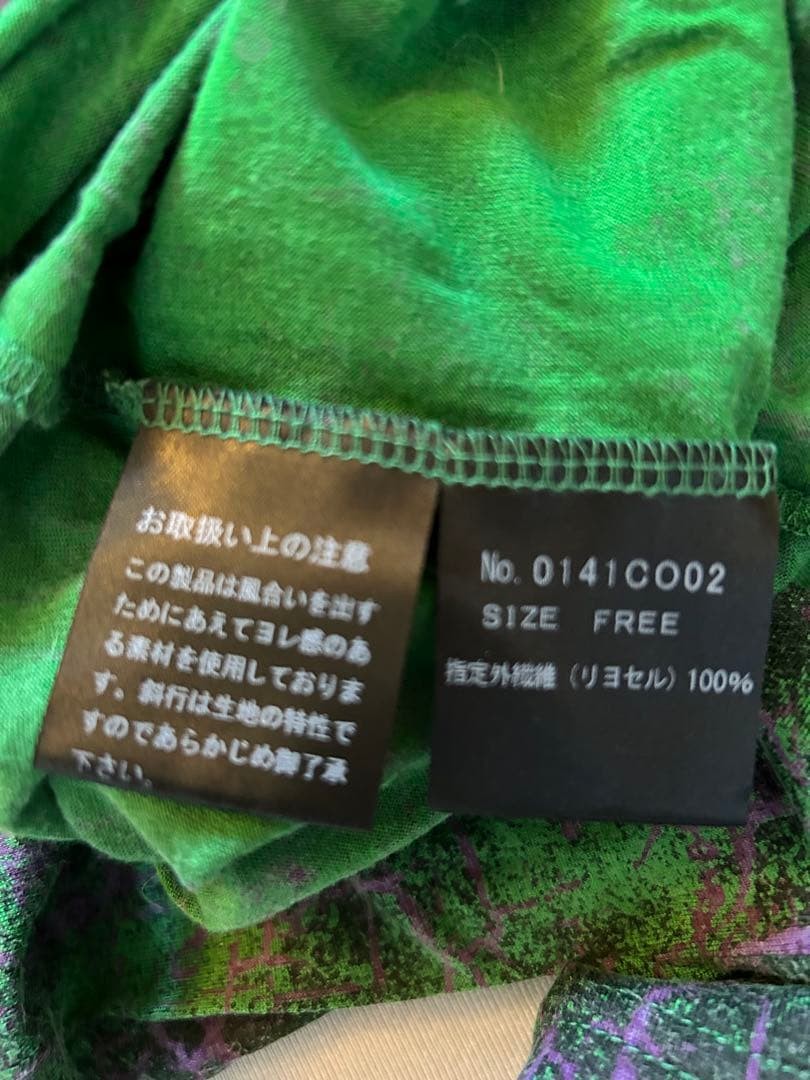 お取扱い上の注意
この製品は風合いを出す
ためにあえてヨレ感のあ
る素材を使用しておりま
す。斜行は生地の特性で
すのであらかじめ御了承
下さい。
No. 0141CO02
SIZE FREE
指定外繊維（リヨセル）100%